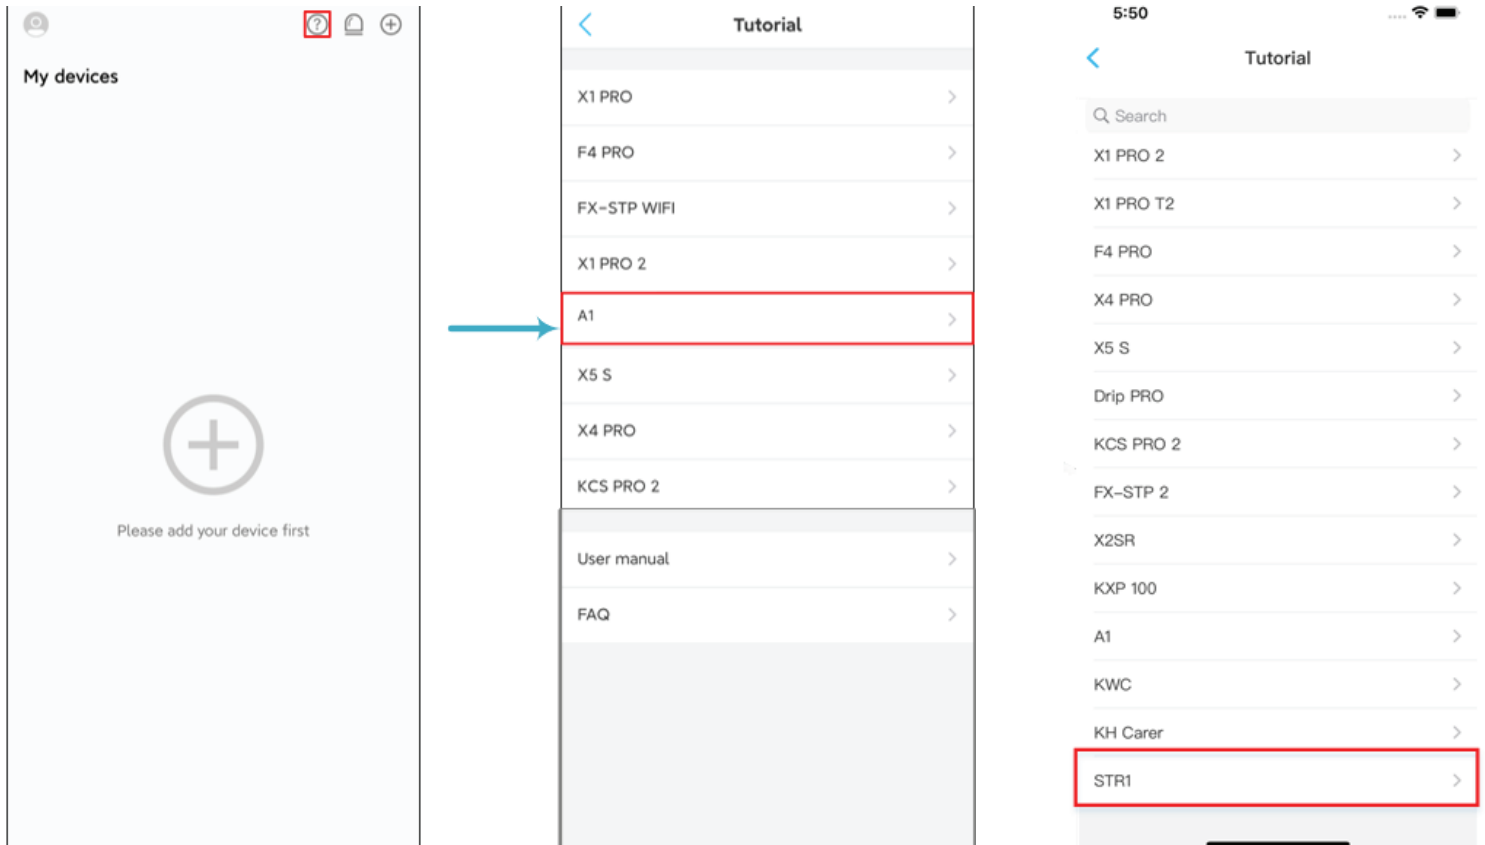 ?
My devices
Please add your device first
Tutorial
X1 PRO
F4 PRO
FX-STP WIFI
X1 PRO 2
A1
X5 S
X4 PRO
KCS PRO 2
User manual
FAQ
5:50
Tutorial
Search
X1 PRO 2
X1 PRO T2
F4 PRO
X4 PRO
X5 S
Drip PRO
KCS PRO 2
FX-STP 2
X2SR
KXP 100
A1
KWC
KH Carer
STR1